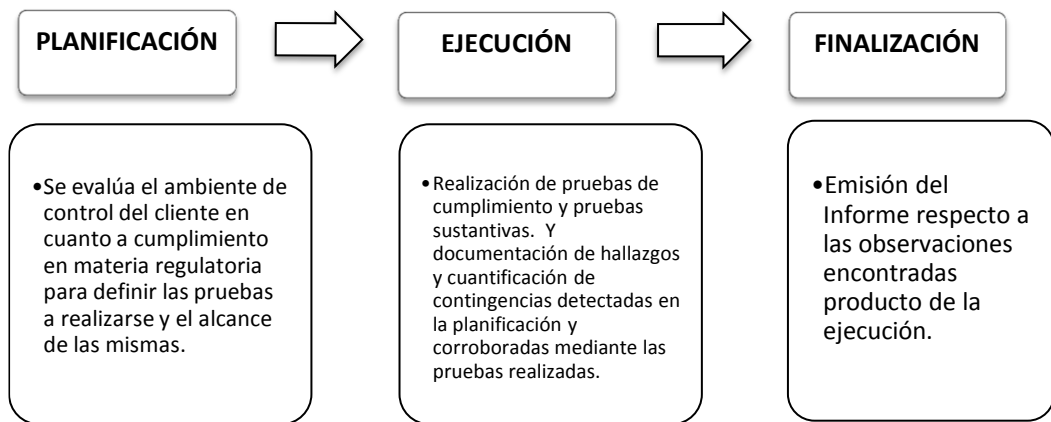 PLANIFICACIÓN
•Se evalúa el ambiente de
control del cliente en
cuanto a cumplimiento
en materia regulatoria
para definir las pruebas
a realizarse y el alcance
de las mismas.
EJECUCIÓN
•Realización de pruebas de
cumplimiento y pruebas
sustantivas. Y
documentación de hallazgos
y cuantificación de
contingencias detectadas en
la planificación y
corroboradas mediante las
pruebas realizadas.
FINALIZACIÓN
•Emisión del
Informe respecto a
las observaciones
encontradas
producto de la
ejecución.